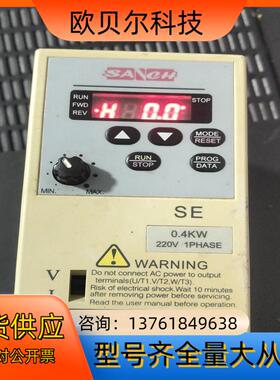 欧贝尔科技
SANCH
RUN
FWD
REV
H 0.0
STOP
MODE
RESET
RUN
STOP
PROG
DATA
MIN.
MAX.
SE
0.4KW
220V 1PHASE
WARNING
Do not connect AC power to output
terminals(U/T1,V/T2,W/T3).
Risk of electrical shock.Wait 10 minutes
after removing power before servicing.
Read the user manual before operation.
V
咨询：13761849638
型号齐全量大从